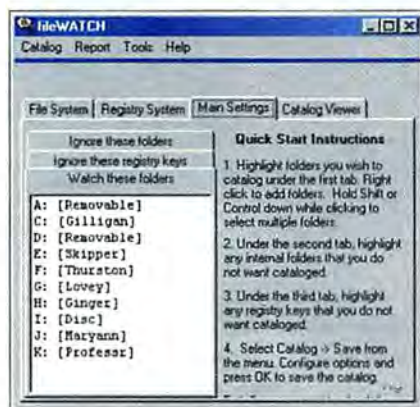 fileWATCH
Catalog Report Tools Help
File System Registry System Main Settings Catalog Viewer
Ignore these folders
Ignore these registry keys
Watch these folders
A: [Removable]
C: [Gilligan]
D: [Removable]
E: [Skipper]
F: [Thurston]
G: [Lovey]
H: [Ginger]
I: [Disc]
J: [Maryann]
K: [Professr]
Quick Start Instructions
1. Highlight folders you wish to
catalog under the first tab. Right
click to add folders. Hold Shift or
Control down while clicking to
select multiple folders.
2. Under the second tab, highlight
any internal folders that you do
not want cataloged.
3. Under the third tab, highlight
any registry keys that you do not
want cataloged.
4. Select Catalog -> Save from
the menu. Configure options and
press OK to save the catalog.